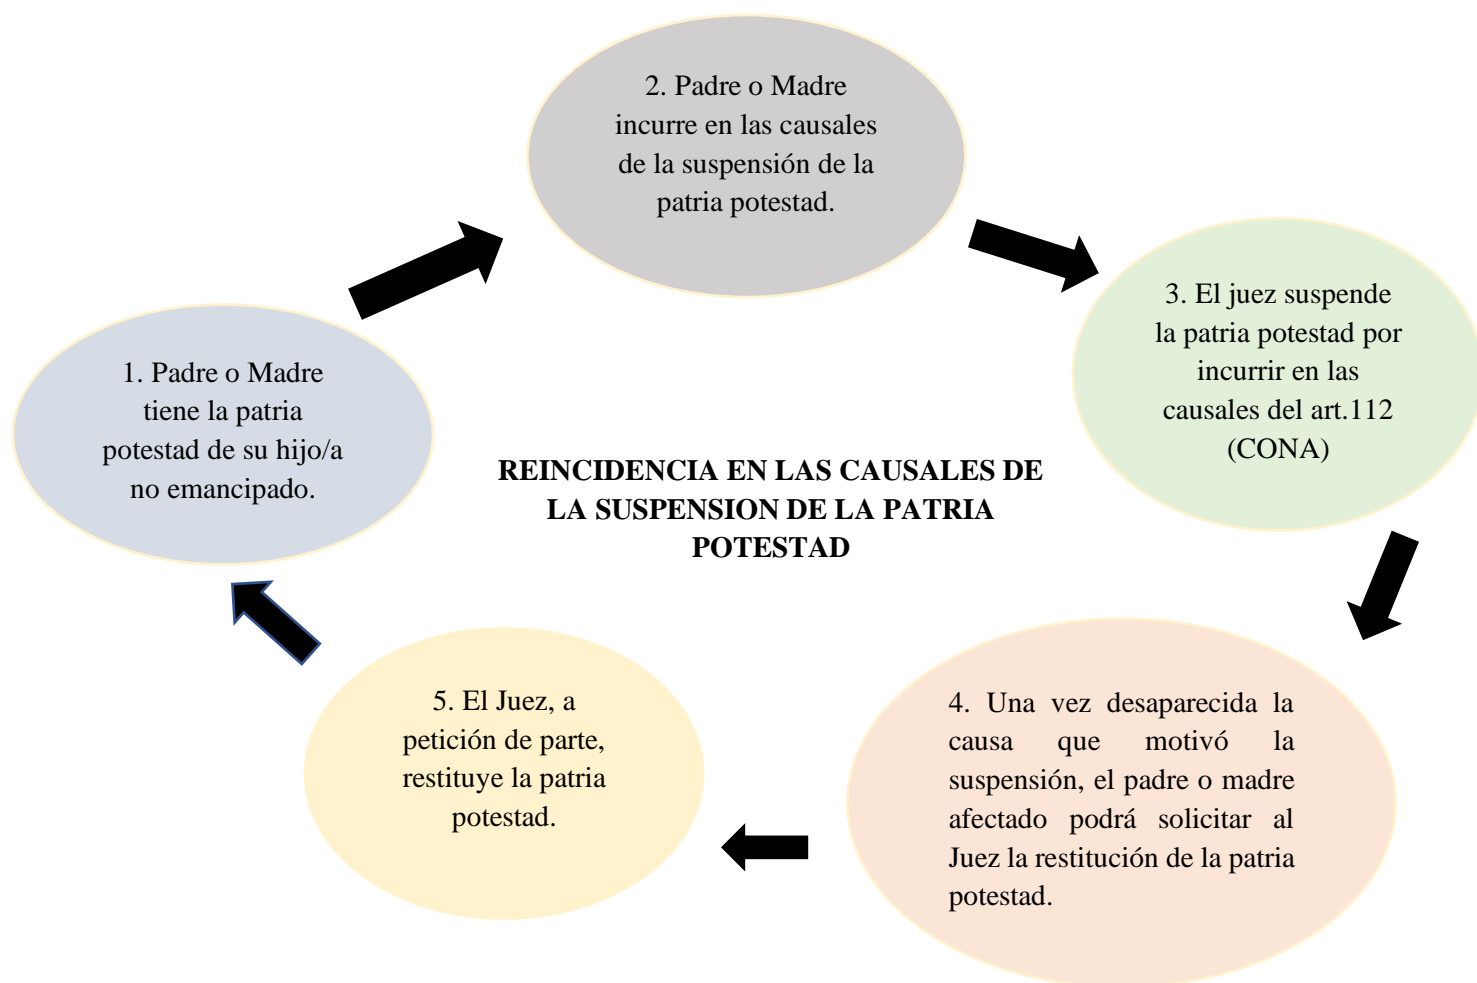 2. Padre o Madre
incurre en las causales
de la suspensión de la
patria potestad.
3. El juez suspende
la patria potestad por
incurrir en las
causales del art.112
(CONA)
1. Padre o Madre
tiene la patria
potestad de su hijo/a
no emancipado.
REINCIDENCIA EN LAS CAUSALES DE
LA SUSPENSION DE LA PATRIA
POTESTAD
5. El Juez, a
petición de parte,
restituye la patria
potestad.
4. Una vez desaparecida la
causa que motivó la
suspensión, el padre o madre
afectado podrá solicitar al
Juez la restitución de la patria
potestad.